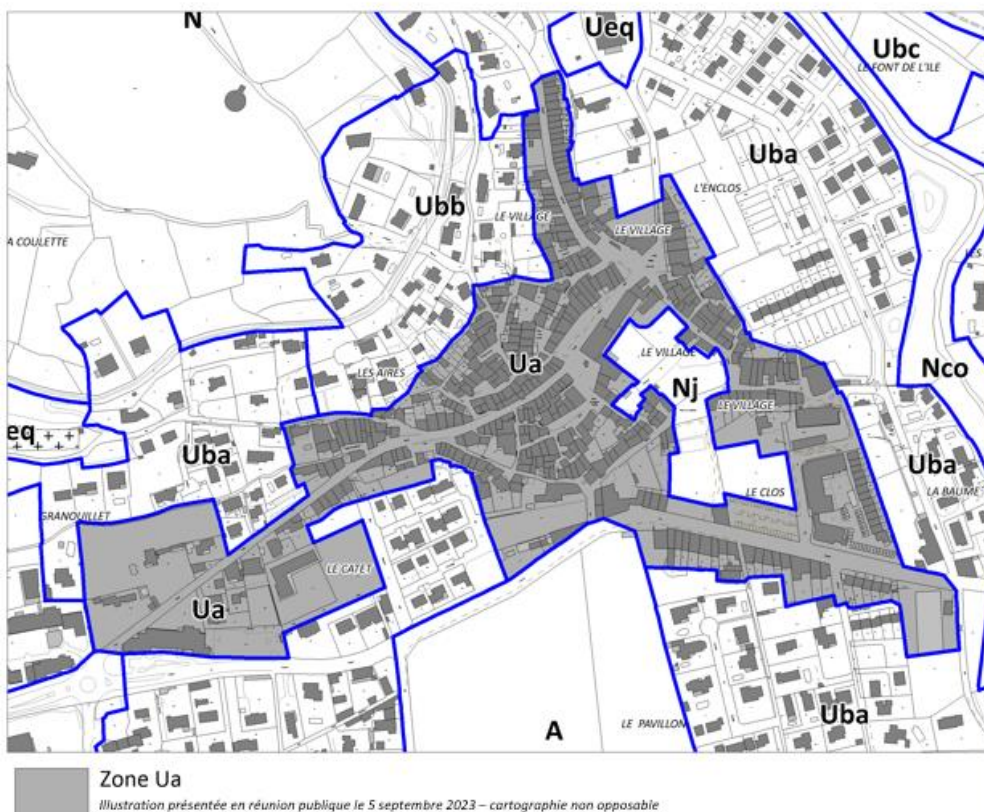 N
Ueq
Ubc
LE FONT DE L'ILE
Uba
L'ENCLOS
Ubb
LE VILLAGE
LE VILLAGE
A COULETTE
LE VILLAGE
Ua
LES AIRES
Nj
Nco
LE VILLAGE
eq
Uba
Uba
LE CLOS
LA BAUME
GRANOUILLET
LE CATET
Ua
LE PAVILLON
Uba
A
Zone Ua
Illustration présentée en réunion publique le 5 septembre 2023 – cartographie non opposable